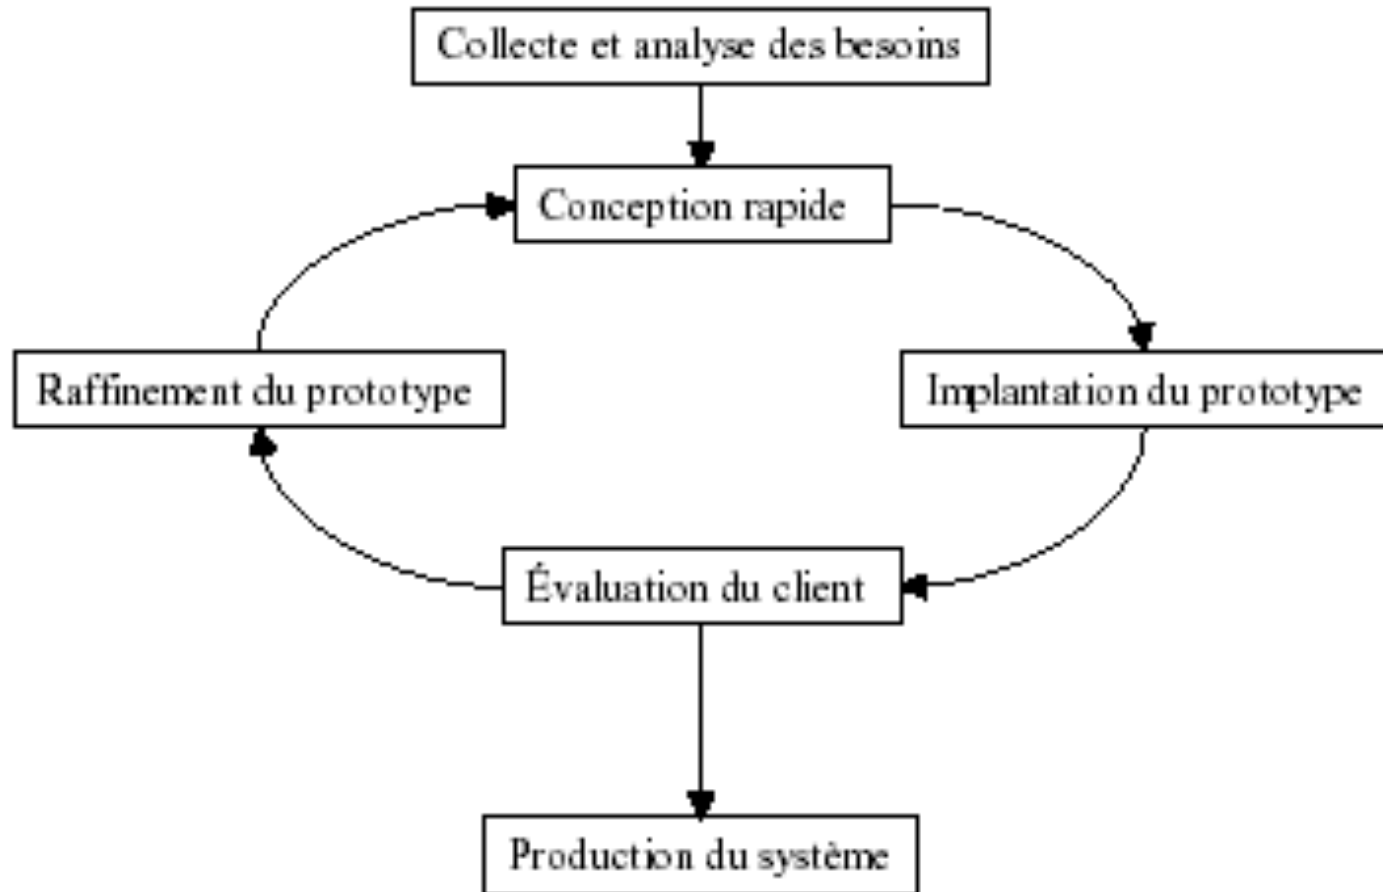 Collecte et analyse des besoins
Conception rapide
Raffinement du prototype
Implantation du prototype
Évaluation du client
Production du système